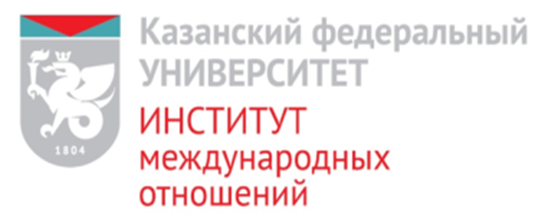 Казанский федеральный
УНИВЕРСИТЕТ
ИНСТИТУТ
международных
отношений
1804